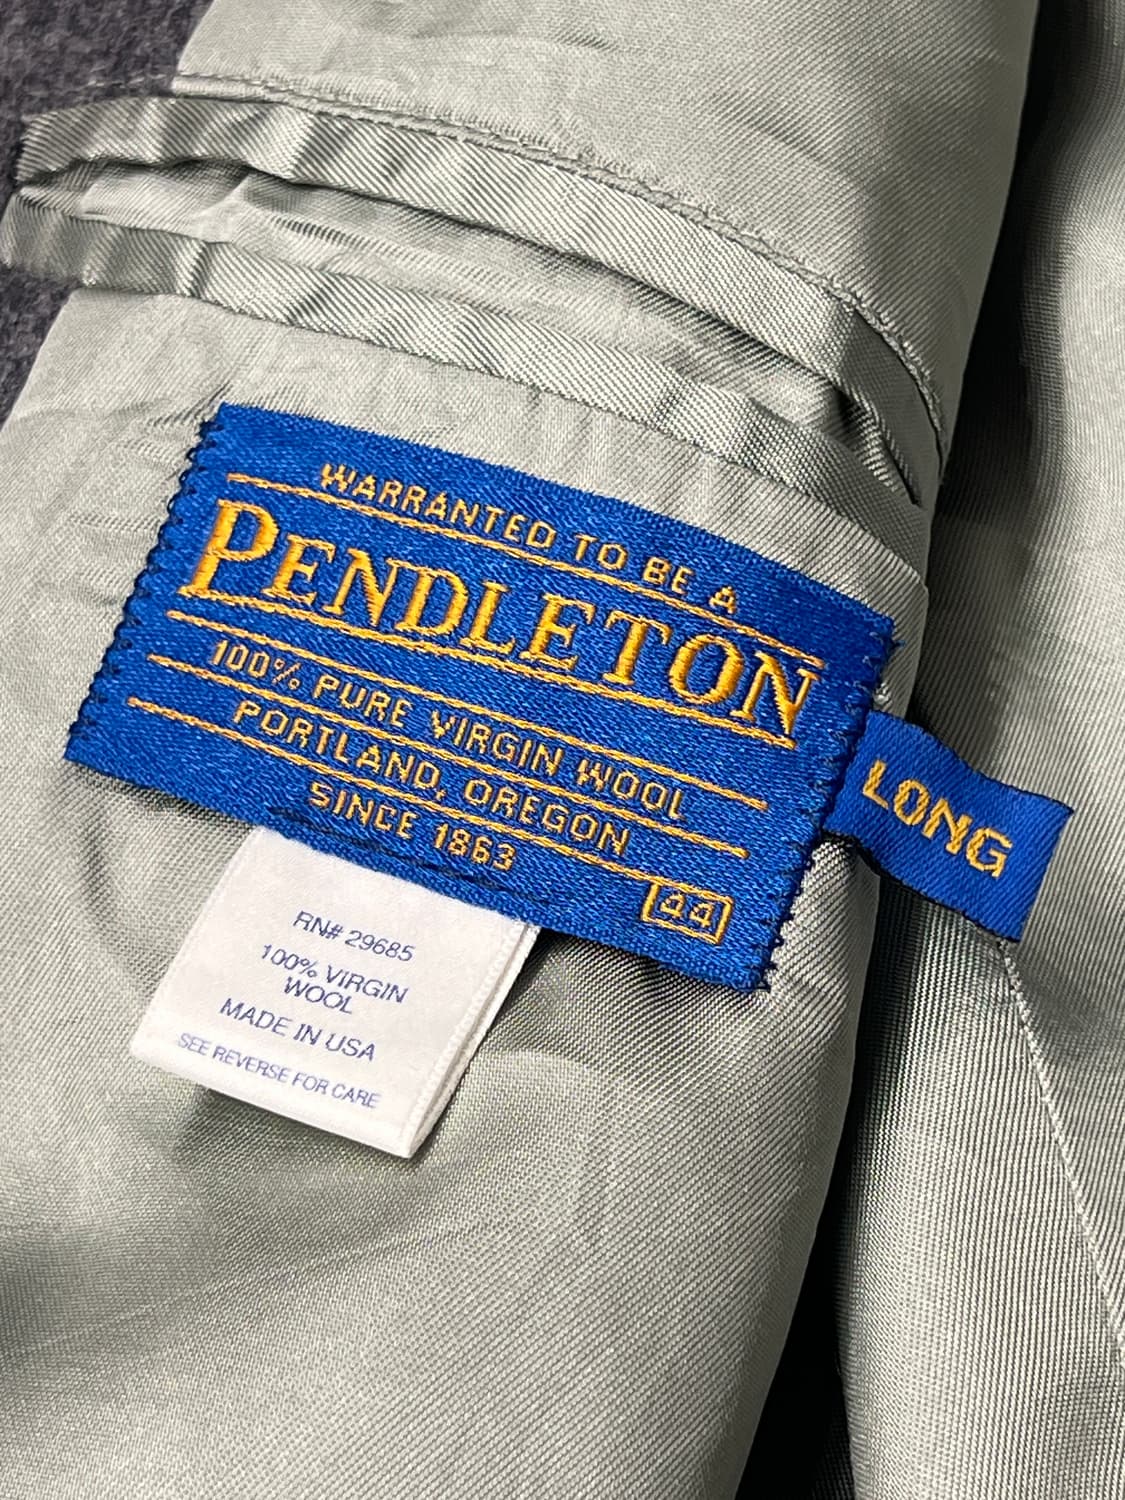 WARRANTED TO BE A
PENDLETON
100% PURE VIRGIN WOOL
PORTLAND, OREGON
SINCE 1863
44
LONG
RN# 29685
100% VIRGIN
WOOL
MADE IN USA
SEE REVERSE FOR CARE